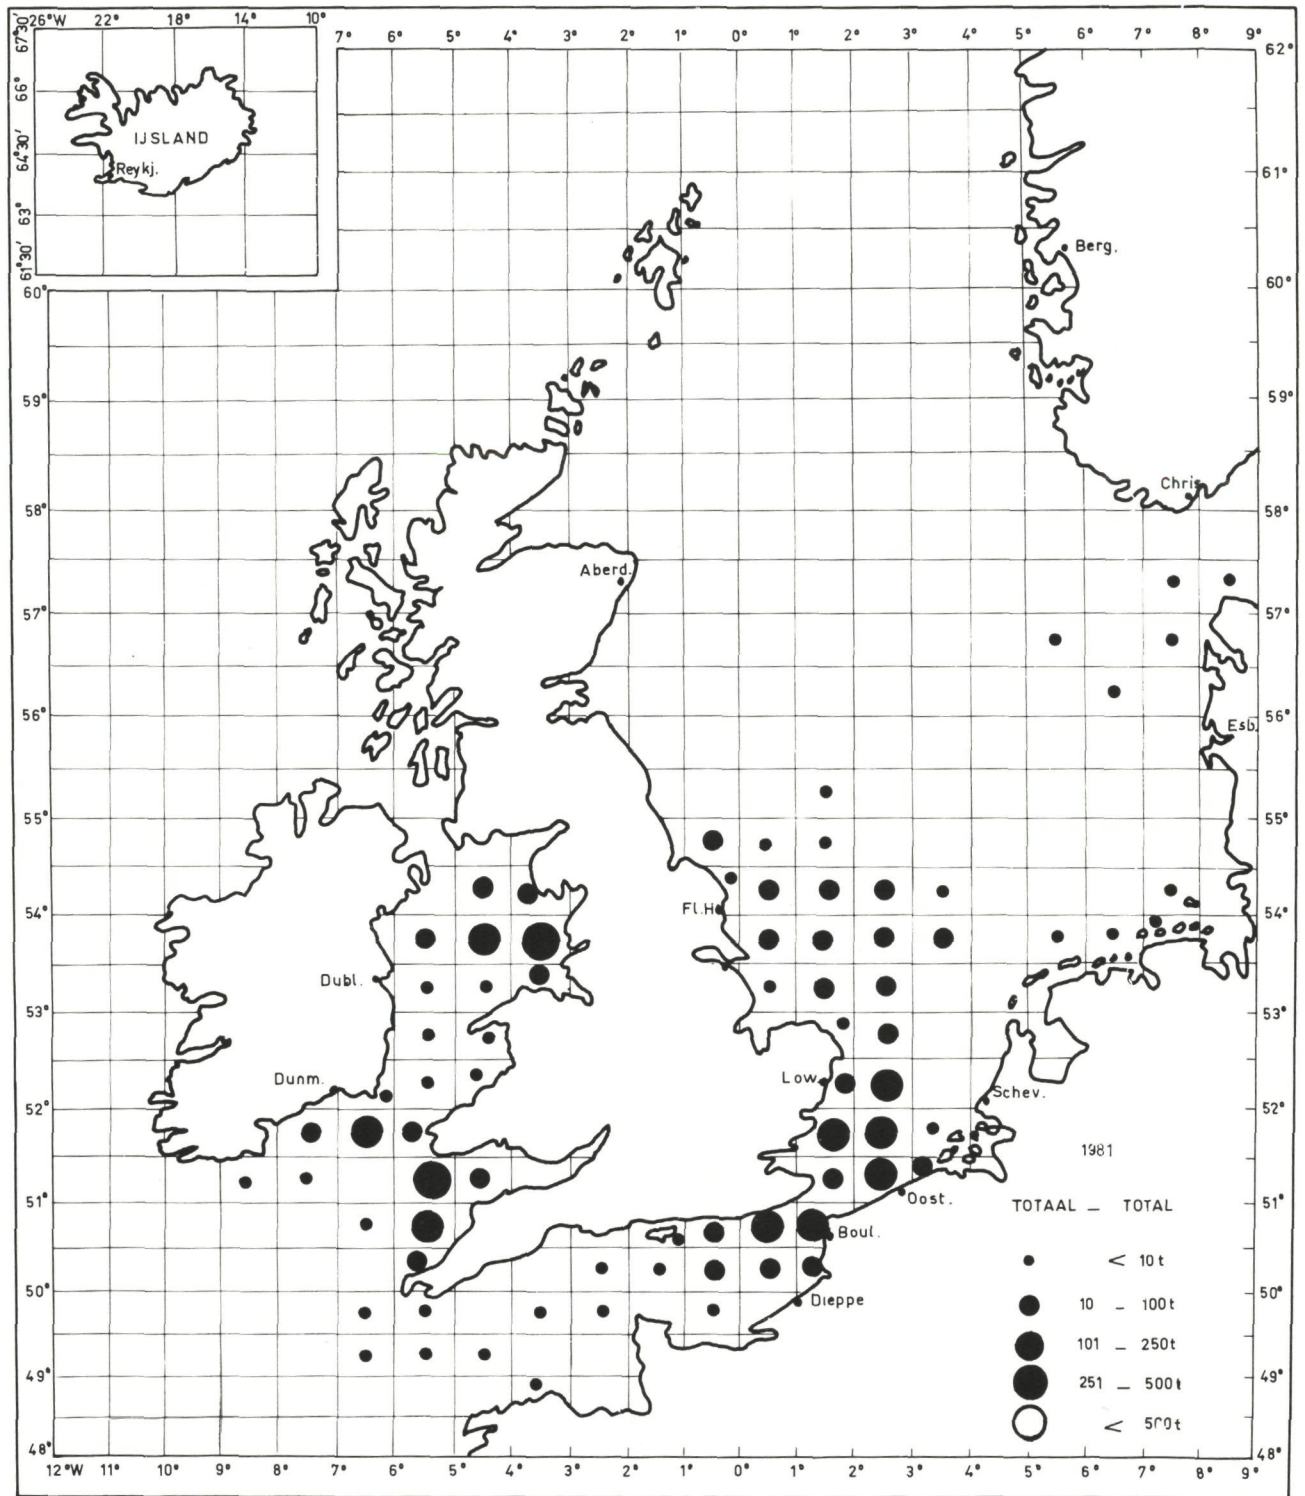 26°W 22° 18° 14° 10°
67°30'
66°
64°30'
63°
61°30'
IJSLAND
Reykj.
7° 6° 5° 4° 3° 2° 1° 0° 1° 2° 3° 4° 5° 6° 7° 8° 9°
62°
61°
Berg.
60° 60°
59° 59°
Chris
58° 58°
Aberd.
57° 57°
56° 56°
Esb.
55° 55°
54° 54°
Fl.H.
Dubl.
53° 53°
Dunm.
Low.
Schev.
52° 52°
1981
51° 51°
Oost.
TOTAAL _ TOTAL
Boul.
< 10t
50° 50°
Dieppe
10 _ 100t
101 _ 250t
49° 49°
251 _ 500t
< 500t
48° 48°
12°W 11° 10° 9° 8° 7° 6° 5° 4° 3° 2° 1° 0° 1° 2° 3° 4° 5° 6° 7° 8° 9°